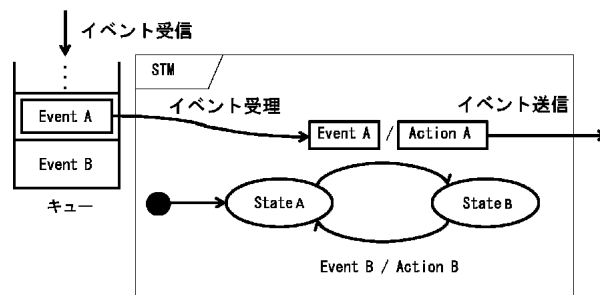 イベント受信
STM
イベント受理
イベント送信
Event A
Event A / Action A
Event B
キュー
State A
State B
Event B / Action B